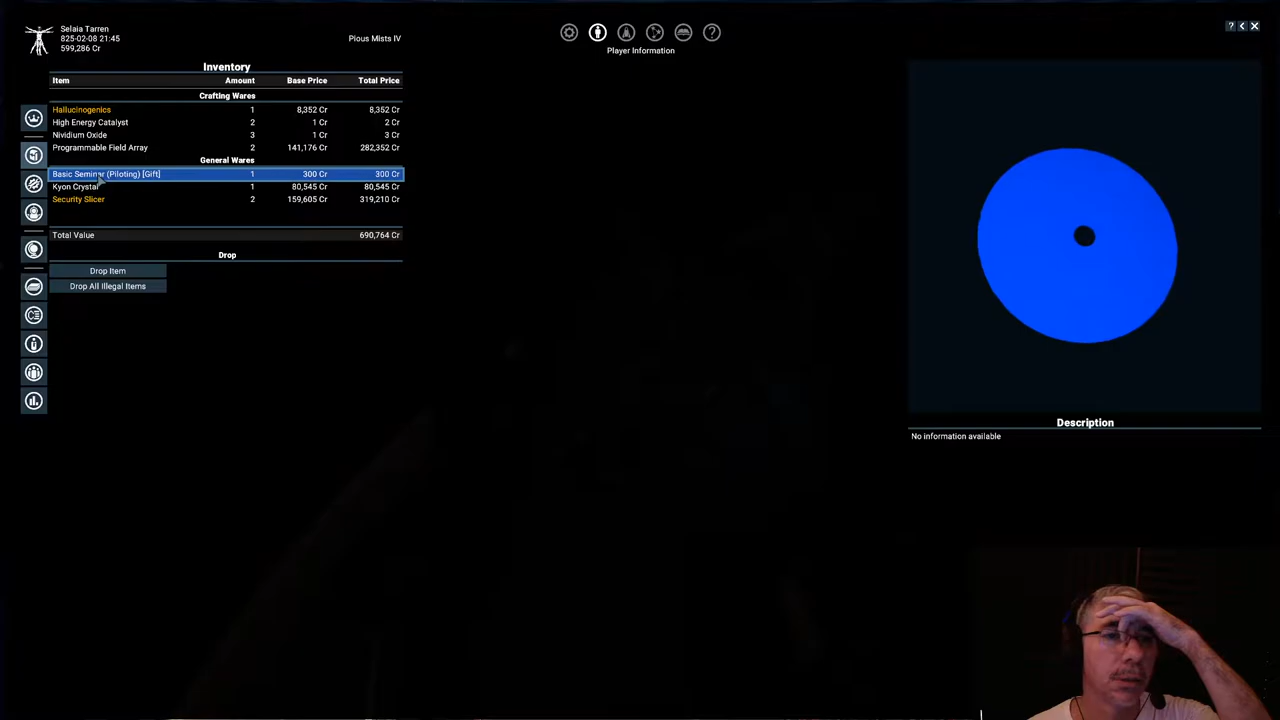 Selaia Tarren
825-02-08 21:45
599,286 Cr
Pious Mists IV
Player Information
Inventory
Item Amount Base Price Total Price
Crafting Wares
Hallucinogenics 1 8,352 Cr 8,352 Cr
High Energy Catalyst 2 1 Cr 2 Cr
Nividium Oxide 3 1 Cr 3 Cr
Programmable Field Array 2 141,176 Cr 282,352 Cr
General Wares
Basic Seminar (Piloting) [Gift] 1 300 Cr 300 Cr
Kyon Crystal 1 80,545 Cr 80,545 Cr
Security Slicer 2 159,605 Cr 319,210 Cr
Total Value 690,764 Cr
Drop
Drop Item
Drop All Illegal Items
Description
No information available